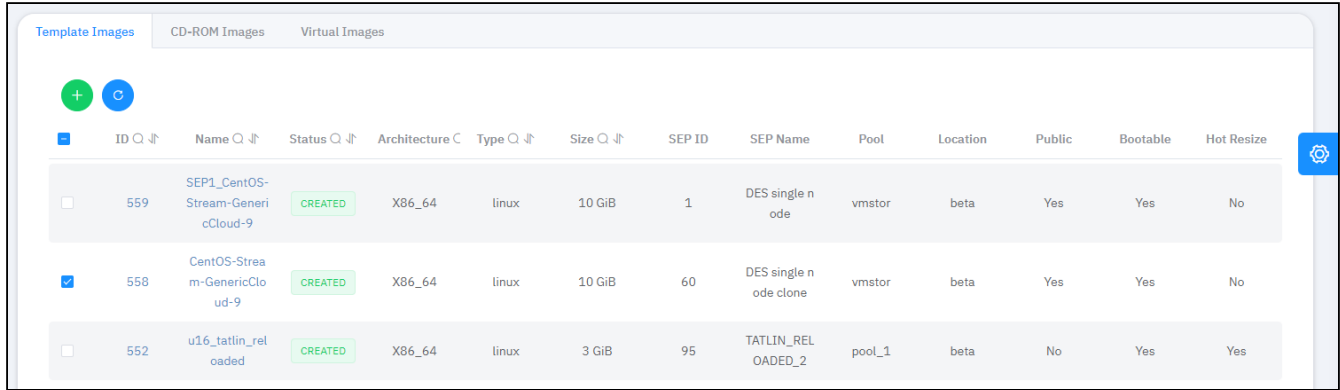 Template Images CD-ROM Images Virtual Images
ID Name Status Architecture Type Size SEP ID SEP Name Pool Location Public Bootable Hot Resize
SEP1_CentOS-
Stream-Generi
cCloud-9
559 CREATED X86_64 linux 10 GiB 1
DES single n
ode
vmstor beta Yes Yes No
CentOS-Strea
m-GenericClo
ud-9
558 CREATED X86_64 linux 10 GiB 60
DES single n
ode clone
vmstor beta Yes Yes No
u16_tatlin_rel
oaded
552 CREATED X86_64 linux 3 GiB 95
TATLIN_REL
OADED_2
pool_1 beta No Yes Yes